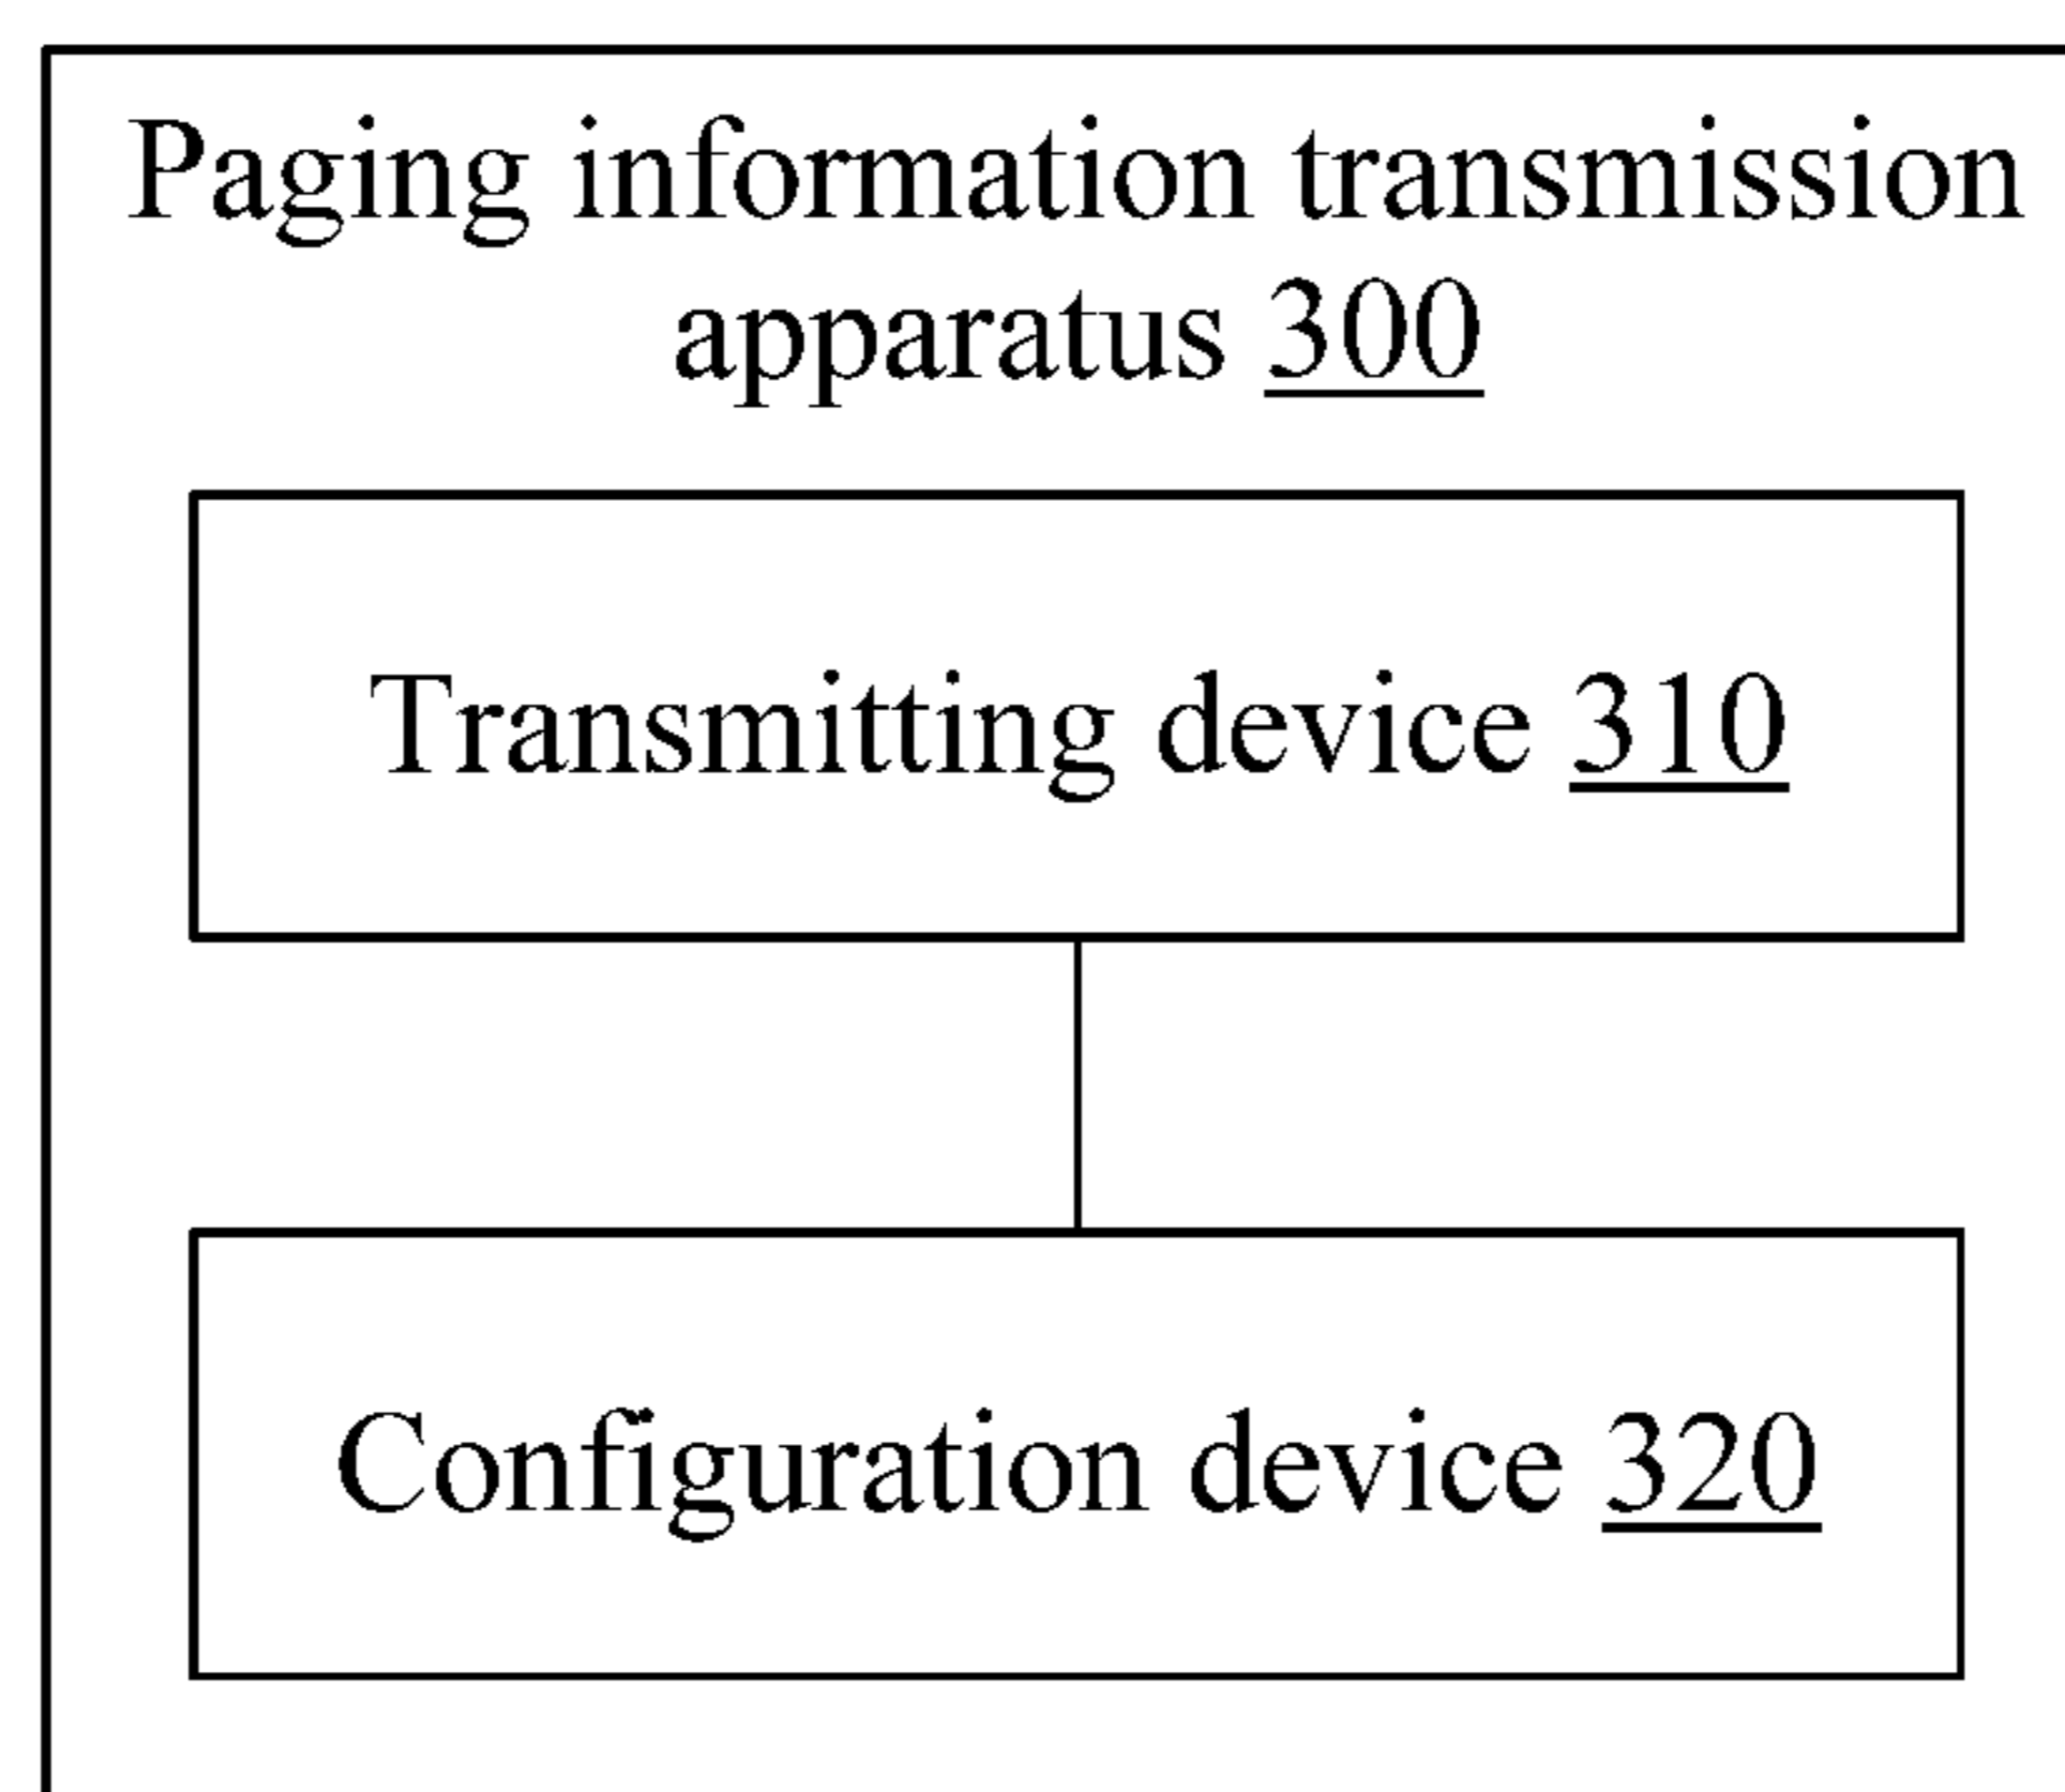 Paging information transmission
apparatus 300
Transmitting device 310
Configuration device 320